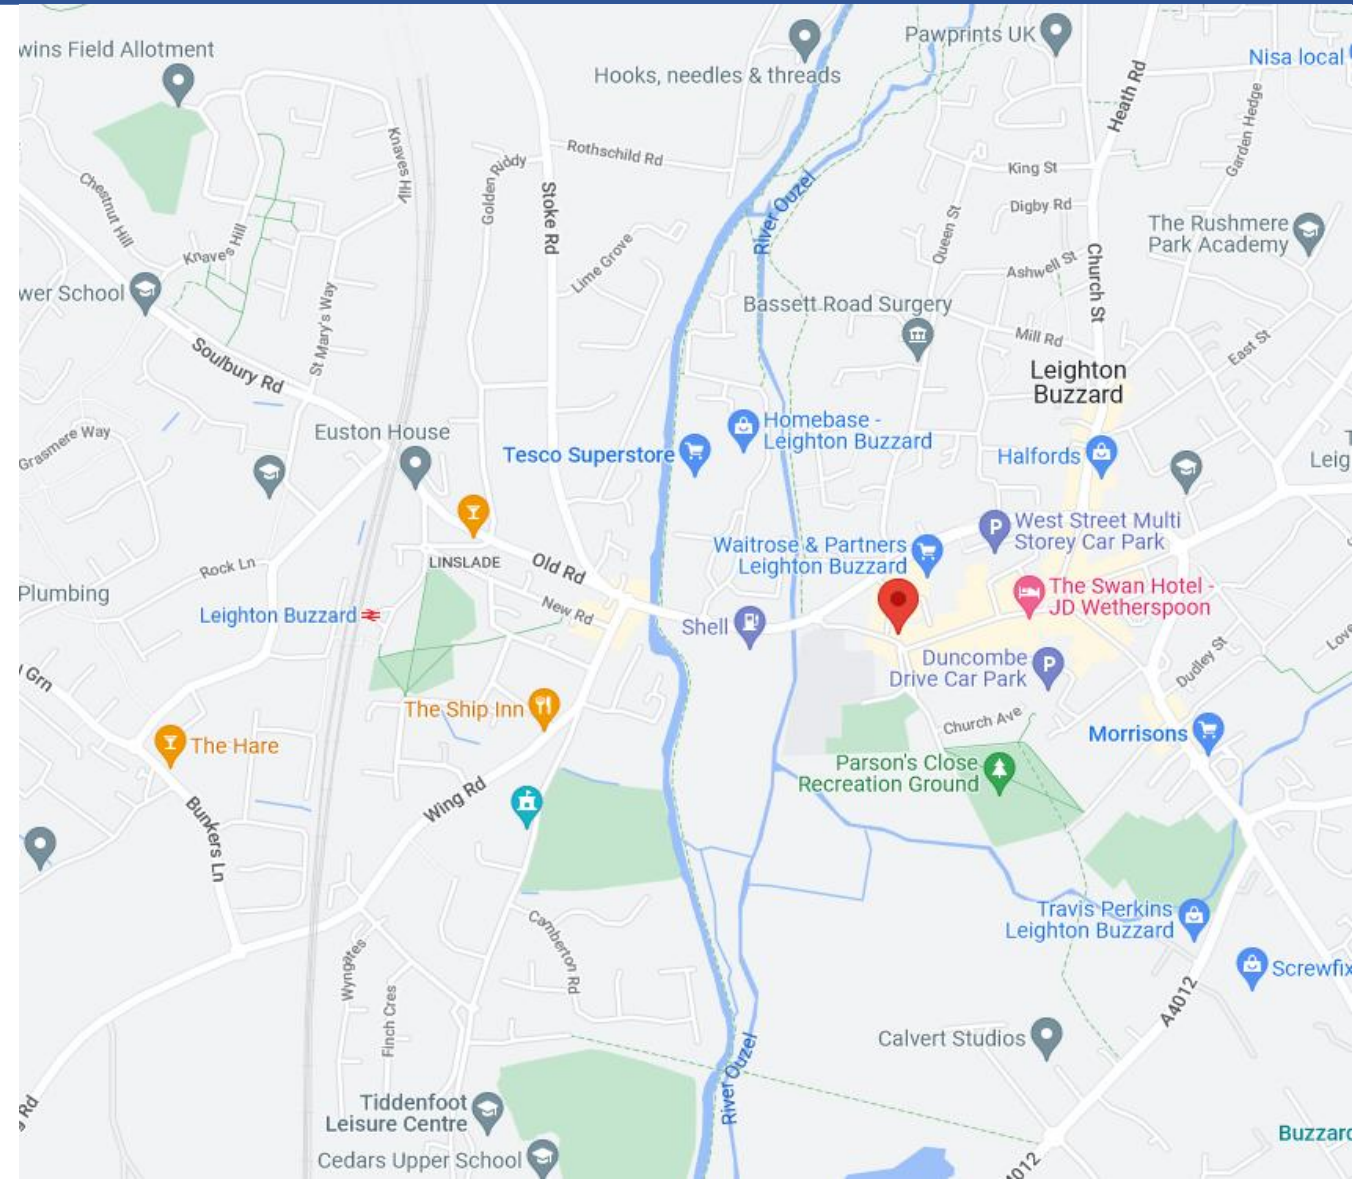 wins Field Allotment
Pawprints UK
Nisa local
Hooks, needles & threads
Heath Rd
Knaves Hill
Garden Hedge
Rothschild Rd
Golden Riddy
Stoke Rd
King St
Chestnut Hill
Digby Rd
River Ouzel
Queen St
The Rushmere
Park Academy
Knaves Hill
Lime Grove
Ashwell St
Church St
wer School
St Mary's Way
Bassett Road Surgery
Mill Rd
East St
Soulbury Rd
Leighton
Buzzard
Grasmere Way
Euston House
Homebase -
Leighton Buzzard
Tesco Superstore
Halfords
Leig
West Street Multi
Storey Car Park
Waitrose & Partners
Leighton Buzzard
LINSLADE
Old Rd
Rock Ln
Plumbing
The Swan Hotel -
JD Wetherspoon
Leighton Buzzard
New Rd
Shell
P
Love
Dudley St
Duncombe
Drive Car Park
P
Grn
The Ship Inn
Church Ave
Morrisons
The Hare
Parson's Close
Recreation Ground
Wing Rd
Bunkers Ln
Travis Perkins
Leighton Buzzard
Camberton Rd
Wyngates
Screwfix
Finch Cres
A4012
Calvert Studios
River Ouzel
Tiddenfoot
Leisure Centre
Rd
Buzzard
Cedars Upper School
4012